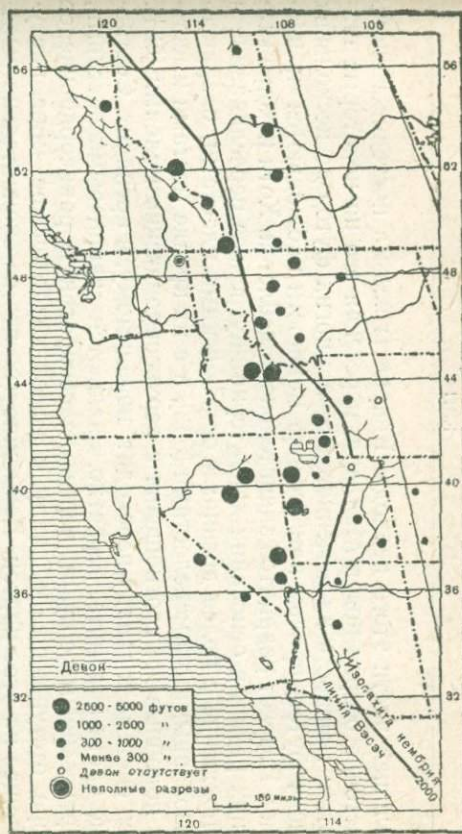 120 114 108 105
56 56
52 52
48 48
44 44
40 40
36 36
32 32
Изопахита кембрия
линия Васач
2000
Девон
2500-5000 футов
1000-2500 "
300-1000 "
Менее 300 "
Девон отсутствует
Неполные разрезы
0 150 миль
120 114